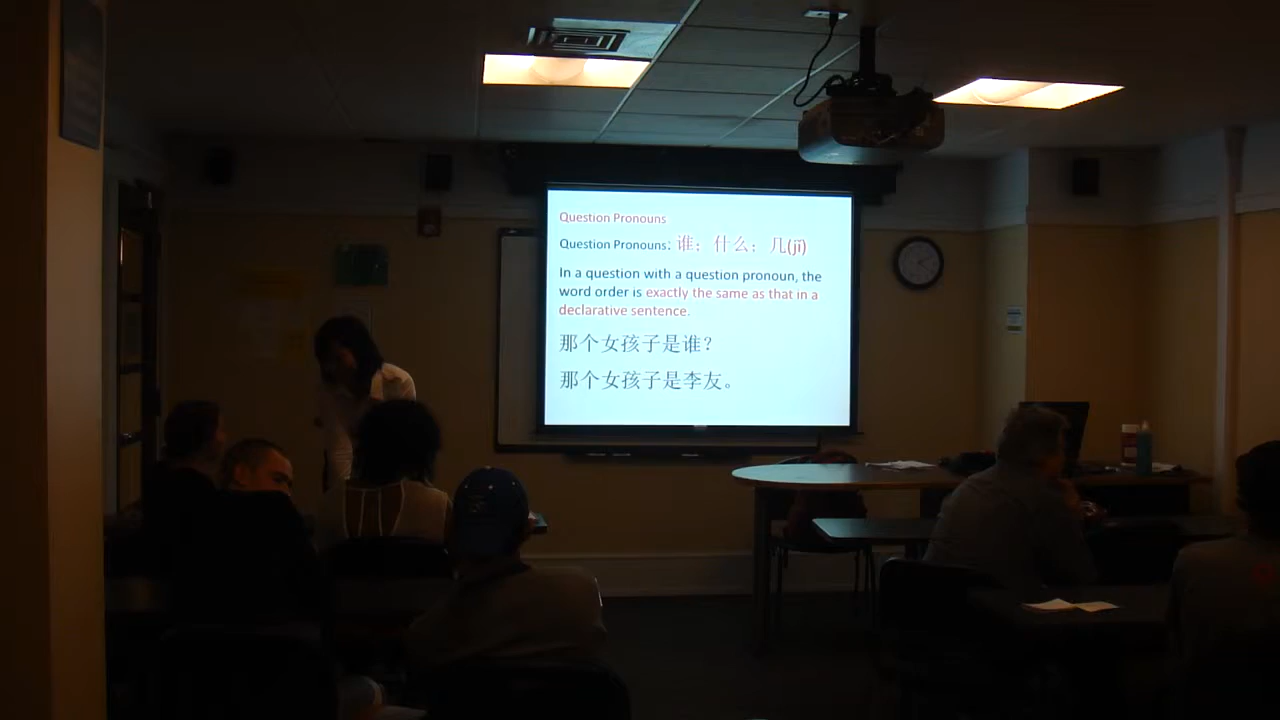 Question Pronouns
Question Pronouns: 谁；什么；几(jǐ)
In a question with a question pronoun, the
word order is exactly the same as that in a
declarative sentence.
那个女孩子是谁？
那个女孩子是李友。